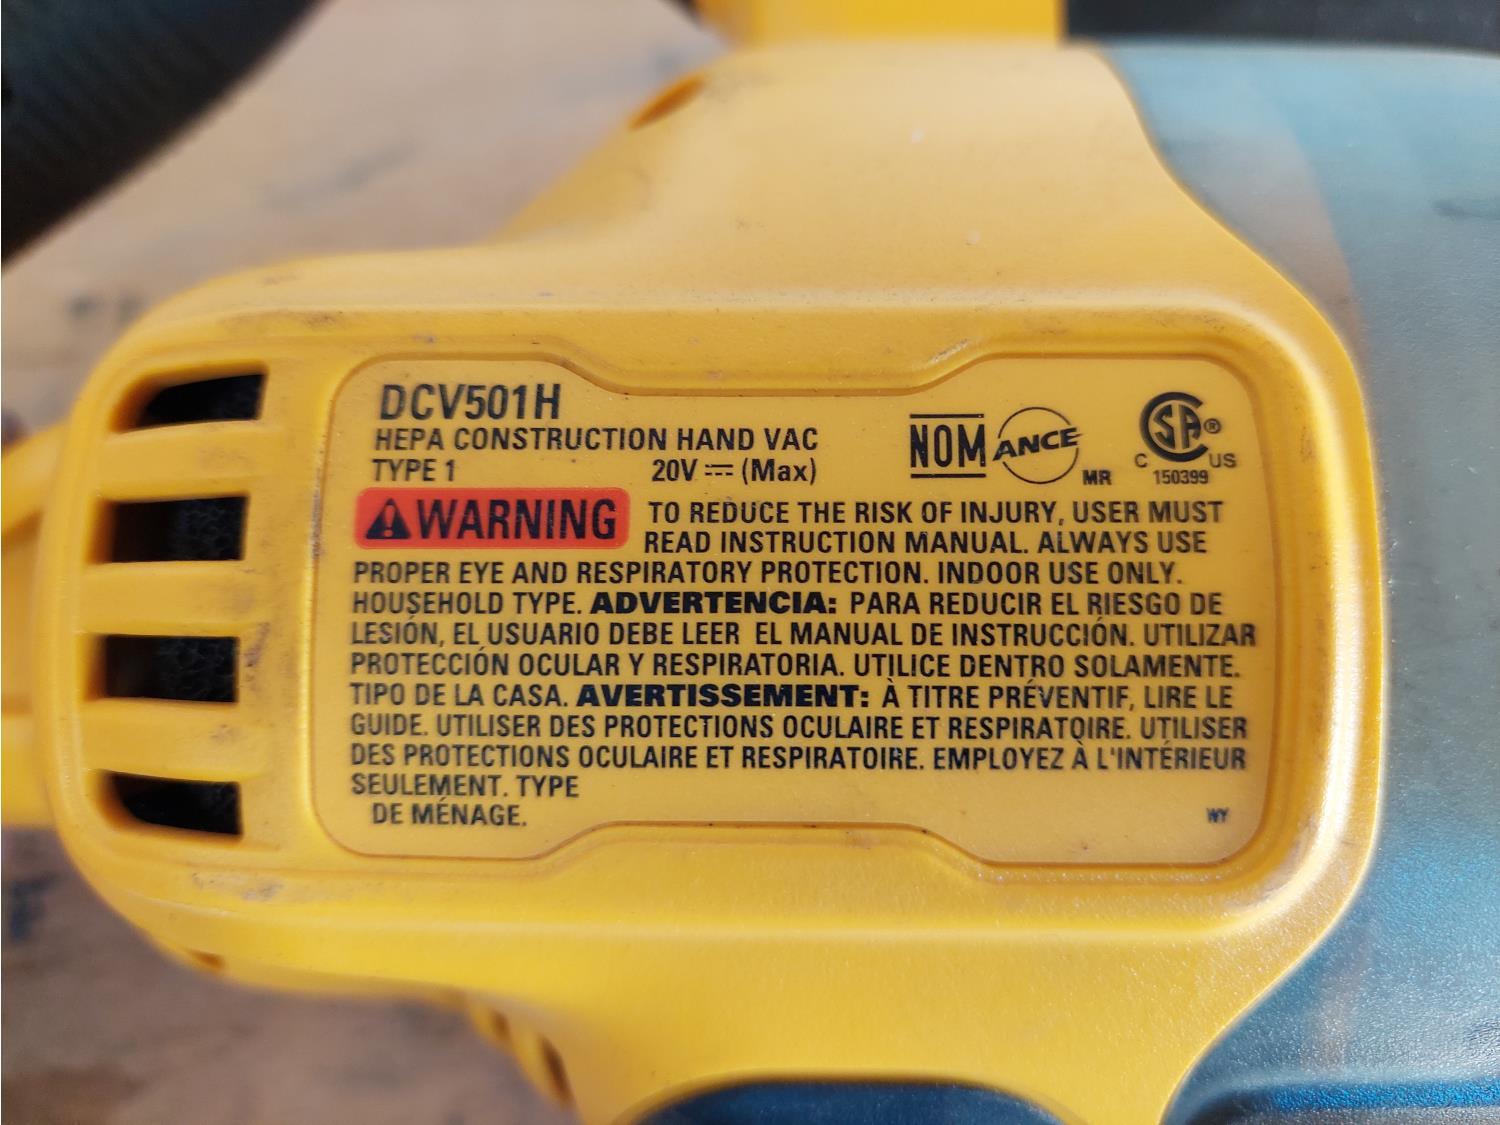 DCV501H
HEPA CONSTRUCTION HAND VAC
TYPE 1 20V ⎓ (Max)
NOM ANCE MR
CSA ®
C 150399 US
⚠WARNING TO REDUCE THE RISK OF INJURY, USER MUST
READ INSTRUCTION MANUAL. ALWAYS USE
PROPER EYE AND RESPIRATORY PROTECTION. INDOOR USE ONLY.
HOUSEHOLD TYPE. ADVERTENCIA: PARA REDUCIR EL RIESGO DE
LESIÓN, EL USUARIO DEBE LEER EL MANUAL DE INSTRUCCIÓN. UTILIZAR
PROTECCIÓN OCULAR Y RESPIRATORIA. UTILICE DENTRO SOLAMENTE.
TIPO DE LA CASA. AVERTISSEMENT: À TITRE PRÉVENTIF, LIRE LE
GUIDE. UTILISER DES PROTECTIONS OCULAIRE ET RESPIRATOIRE. UTILISER
DES PROTECTIONS OCULAIRE ET RESPIRATOIRE. EMPLOYEZ À L'INTÉRIEUR
SEULEMENT. TYPE
DE MÉNAGE.
WY